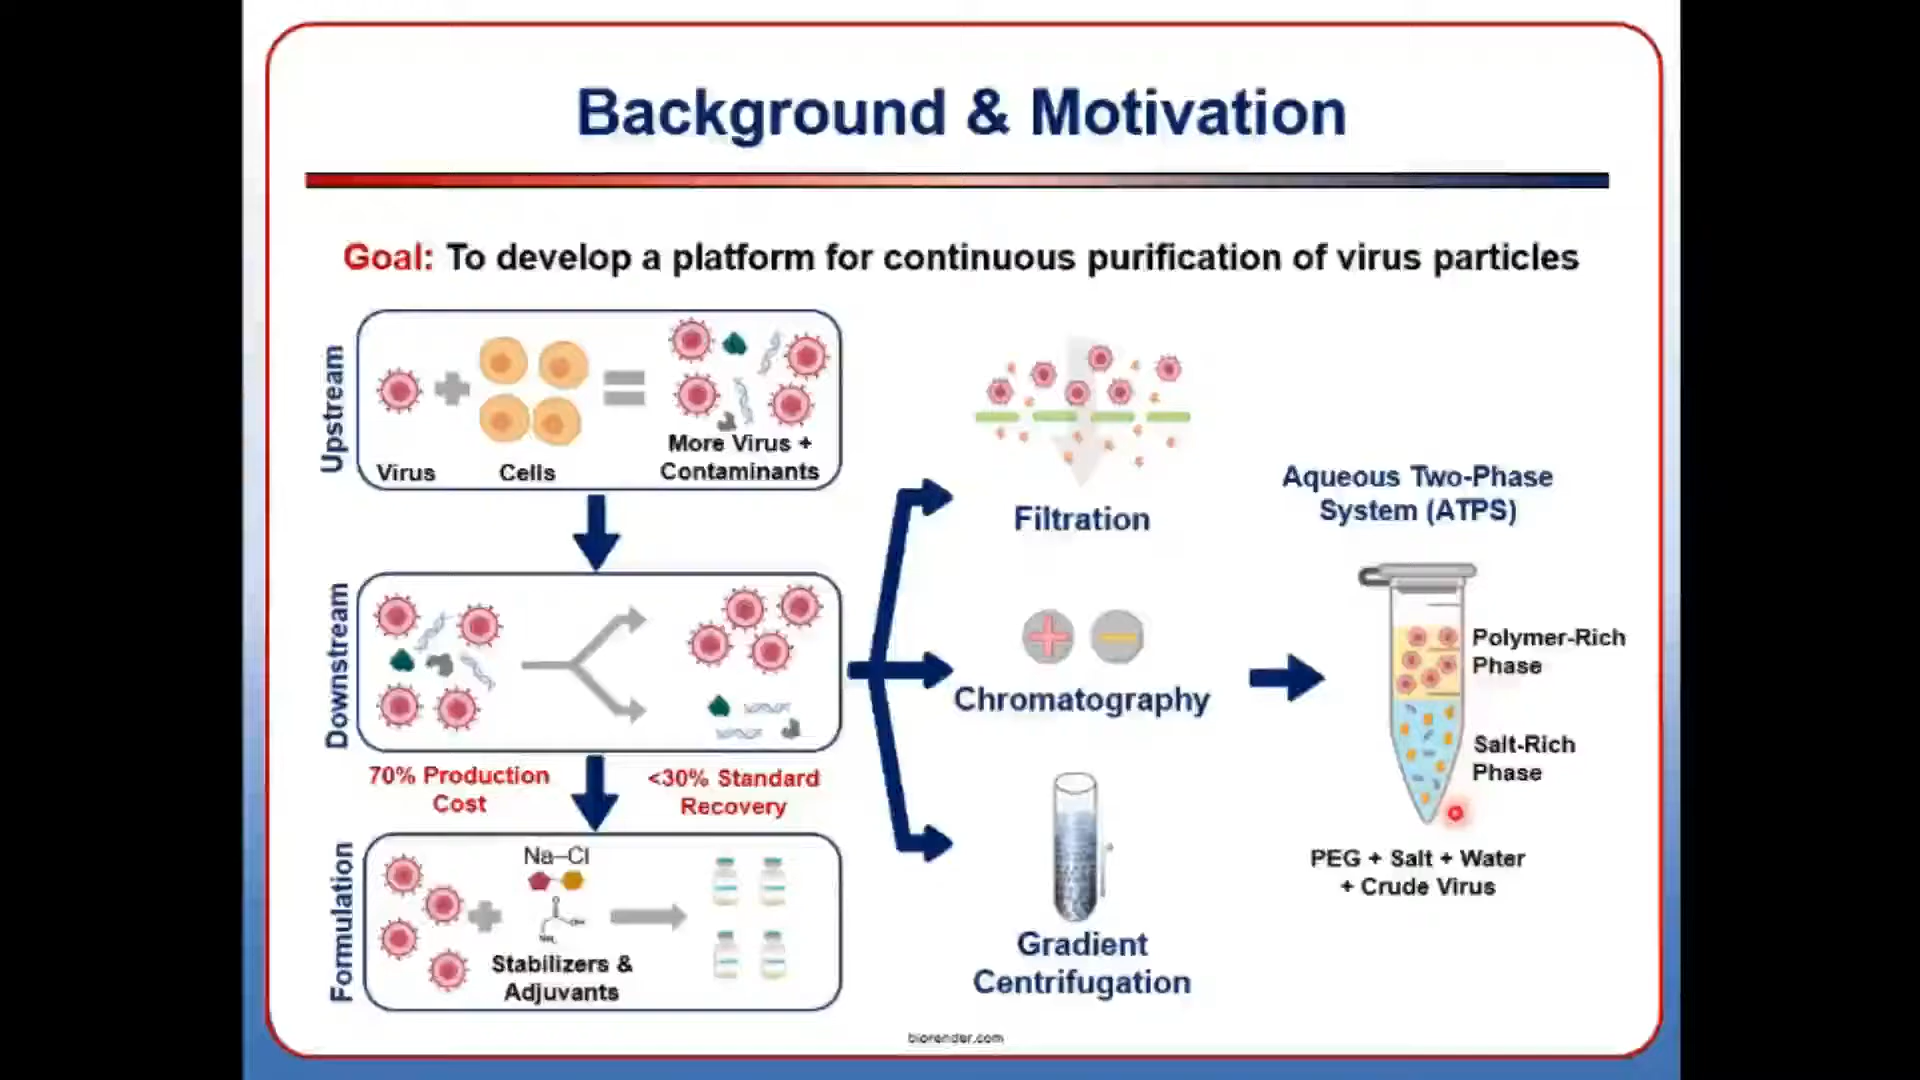 Background & Motivation
Goal: To develop a platform for continuous purification of virus particles
Upstream
Virus
Cells
More Virus +
Contaminants
Downstream
70% Production
Cost
<30% Standard
Recovery
Formulation
Na–Cl
Stabilizers &
Adjuvants
Filtration
Chromatography
Gradient
Centrifugation
Aqueous Two-Phase
System (ATPS)
Polymer-Rich
Phase
Salt-Rich
Phase
PEG + Salt + Water
+ Crude Virus
biorender.com